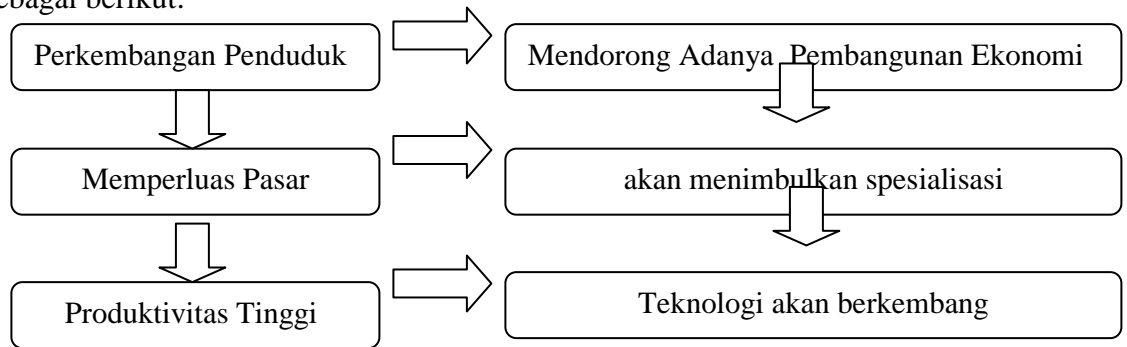 sebagai berikut:
Perkembangan Penduduk
Mendorong Adanya Pembangunan Ekonomi
Memperluas Pasar
akan menimbulkan spesialisasi
Produktivitas Tinggi
Teknologi akan berkembang